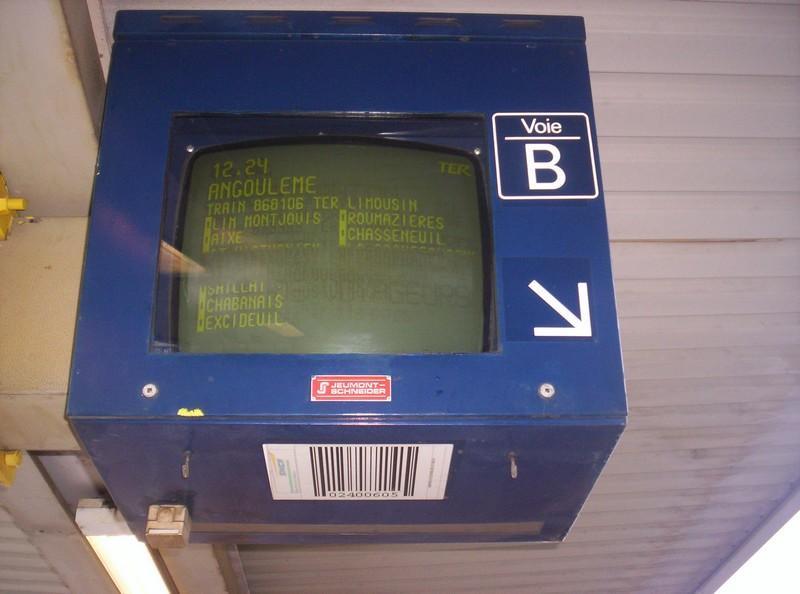 12.24 TER
ANGOULEME
TRAIN 868106 TER LIMOUSIN
LIM MONTJOVIS ROUMAZIERES
AIXE CHASSENEUIL
SAILLAT
CHABANAIS
EXCIDEUIL
VOYAGEURS
Voie
B
JEUMONT-
SCHNEIDER
02400605